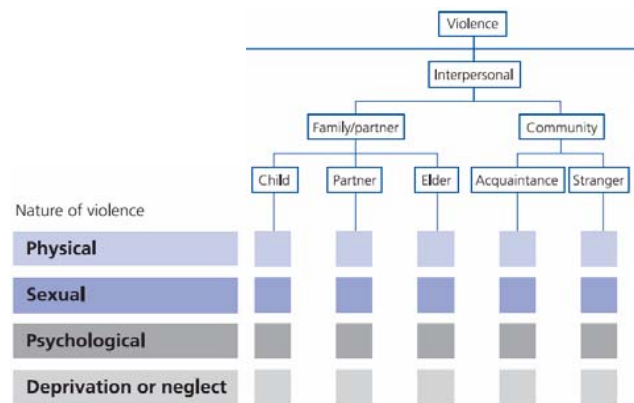 Violence
Interpersonal
Family/partner
Community
Child
Partner
Elder
Acquaintance
Stranger
Nature of violence
Physical
Sexual
Psychological
Deprivation or neglect